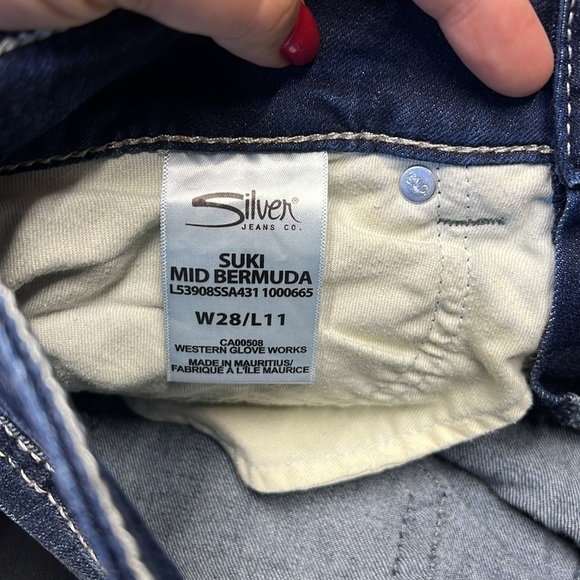 Silver®
JEANS CO.
SUKI
MID BERMUDA
L53908SSA431 1000665
W28/L11
CA00508
WESTERN GLOVE WORKS
MADE IN MAURITIUS/
FABRIQUÉ À L'ÎLE MAURICE